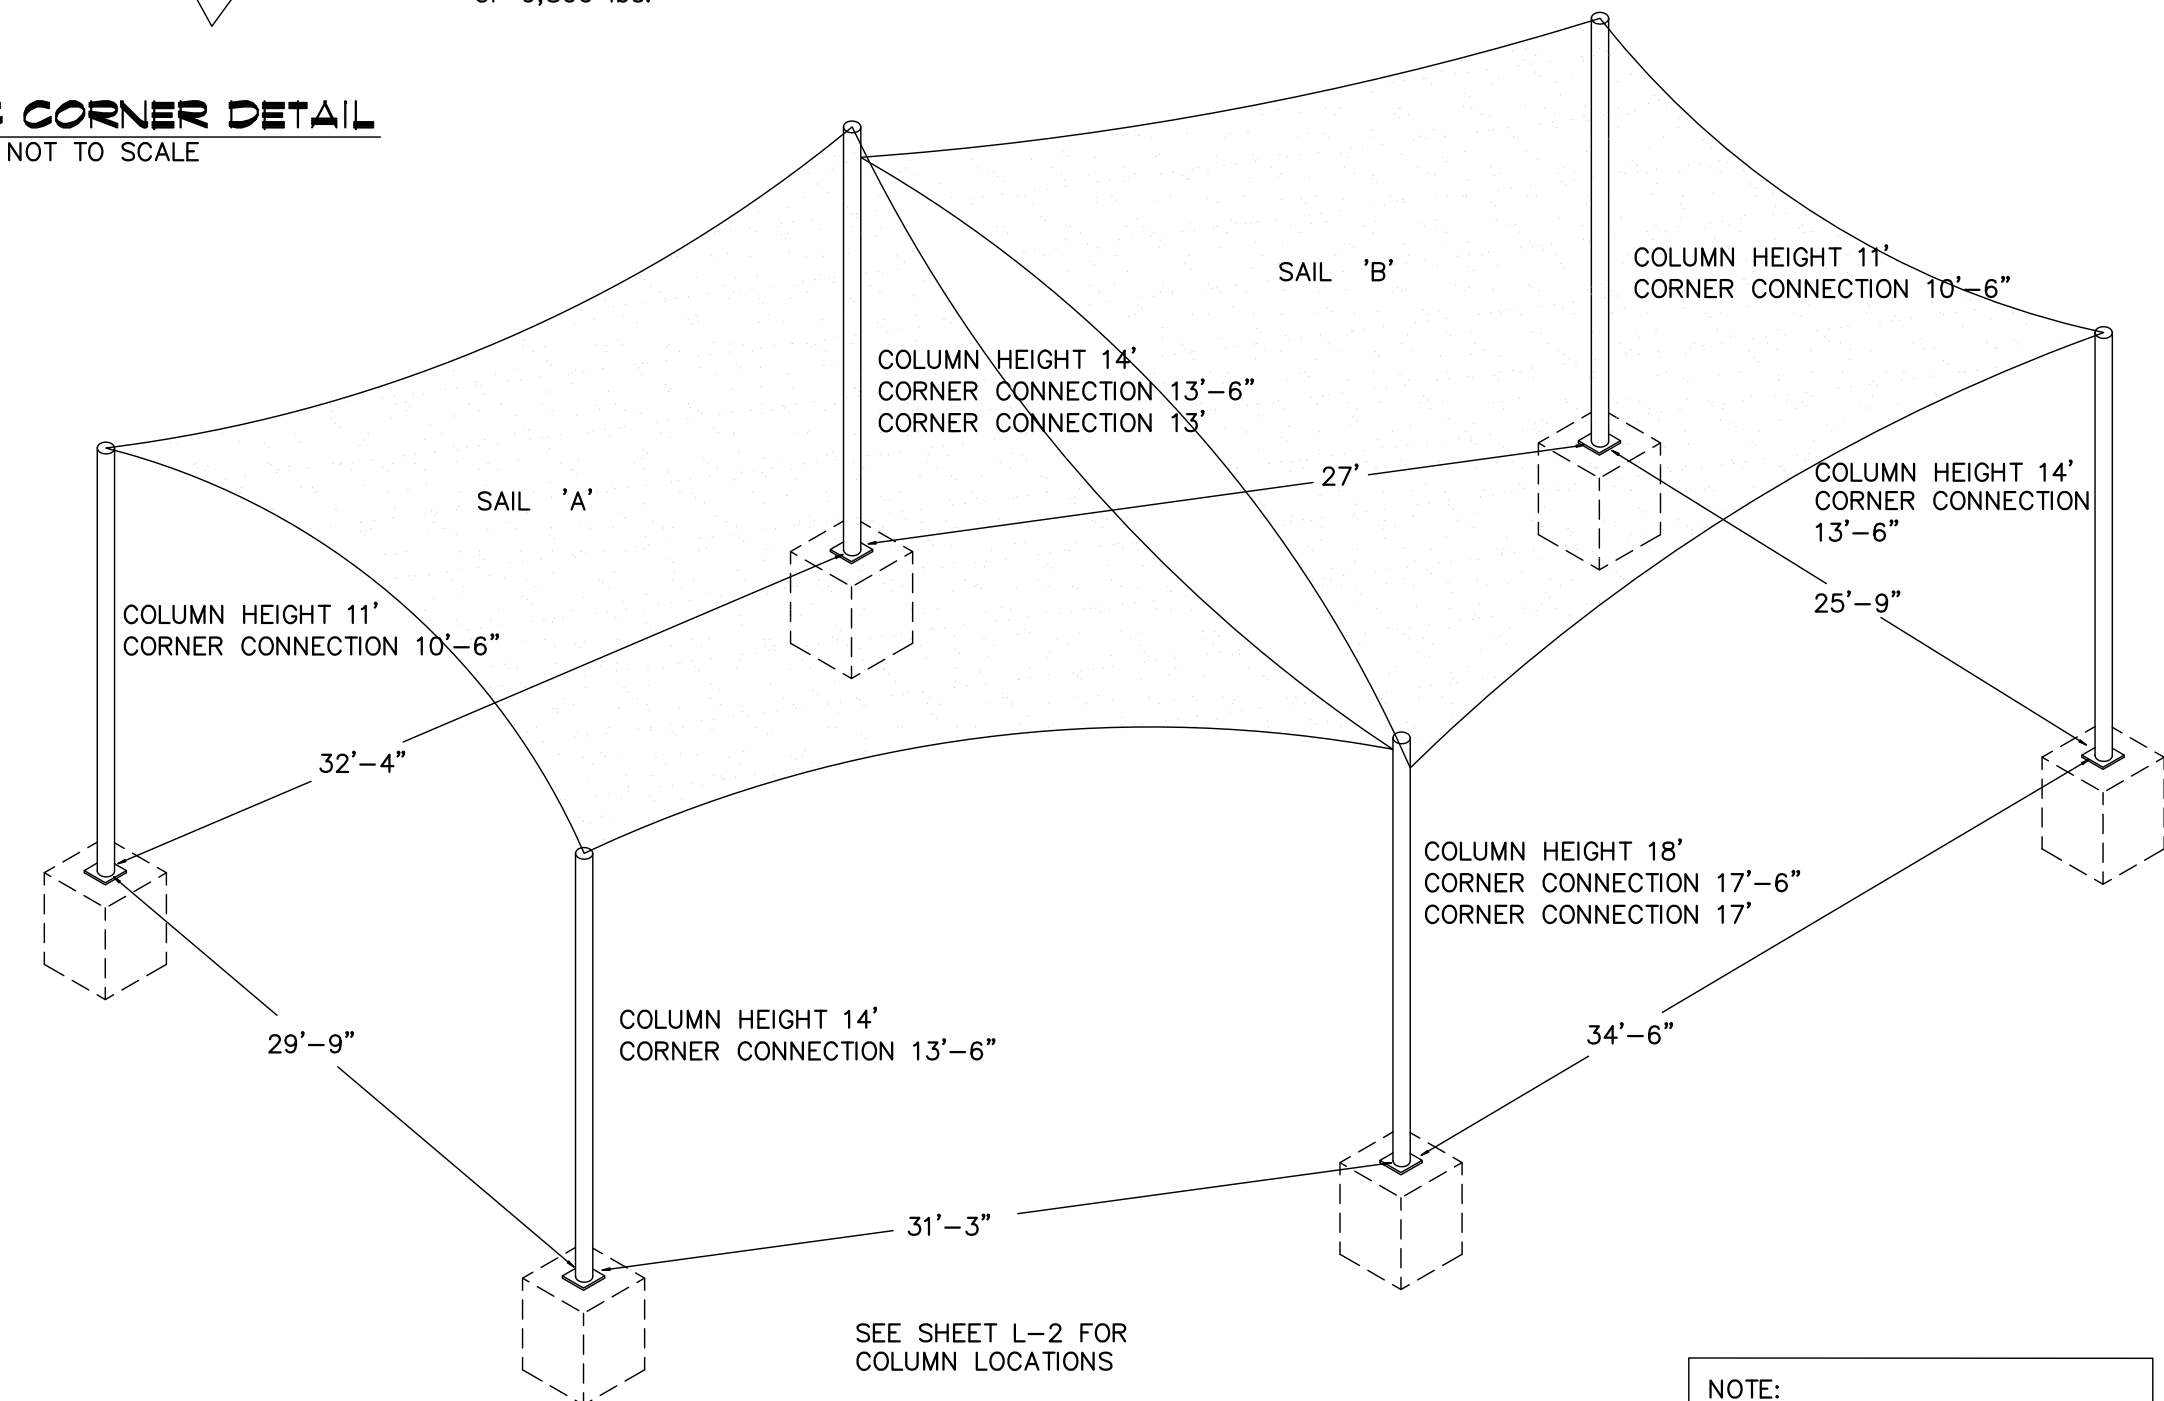 CORNER DETAIL
NOT TO SCALE
SAIL 'B'
COLUMN HEIGHT 11'
CORNER CONNECTION 10'-6"
COLUMN HEIGHT 14'
CORNER CONNECTION 13'-6"
CORNER CONNECTION 13'
27'
COLUMN HEIGHT 14'
CORNER CONNECTION
13'-6"
SAIL 'A'
25'-9"
COLUMN HEIGHT 11'
CORNER CONNECTION 10'-6"
32'-4"
COLUMN HEIGHT 18'
CORNER CONNECTION 17'-6"
CORNER CONNECTION 17'
29'-9"
COLUMN HEIGHT 14'
CORNER CONNECTION 13'-6"
34'-6"
31'-3"
SEE SHEET L-2 FOR
COLUMN LOCATIONS
NOTE: